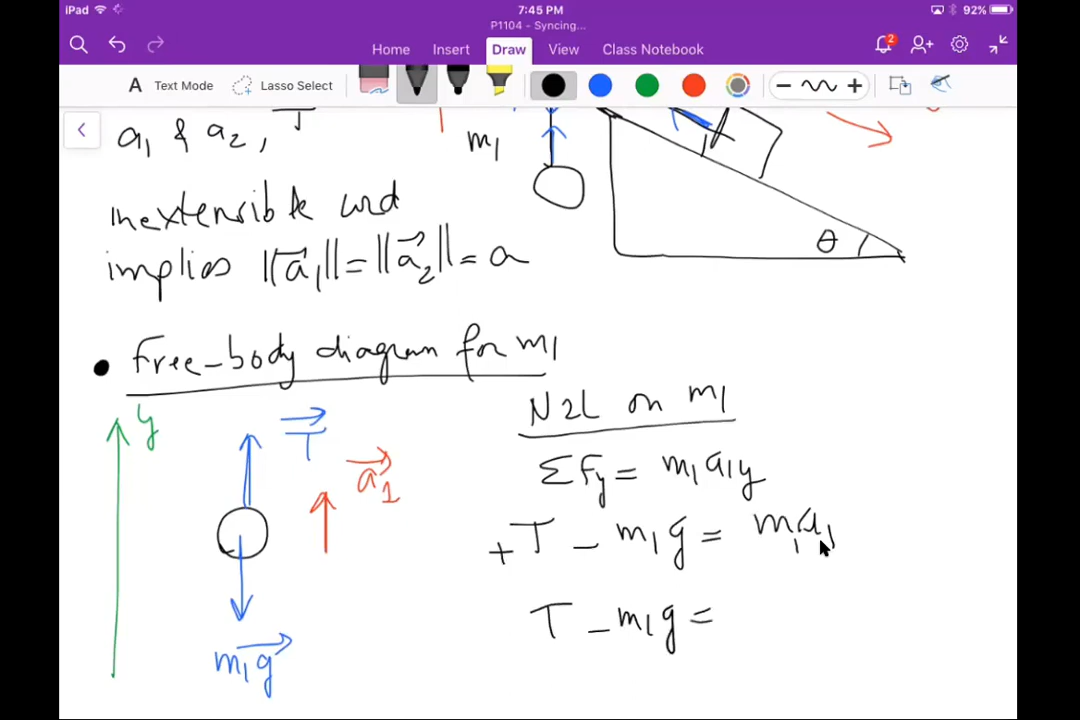 iPad 7:45 PM 92%
P1104 - Syncing...
Home Insert Draw View Class Notebook 2
A Text Mode Lasso Select
a₁ & a₂, T
m₁
inextensible cord
implies ||a⃗₁|| = ||a⃗₂|| = a
θ
• Free-body diagram for m₁
N2L on m₁
y
T⃗
a⃗₁
ΣFy = m₁a₁y
+T - m₁g = m₁a₁
T - m₁g =
m₁g⃗